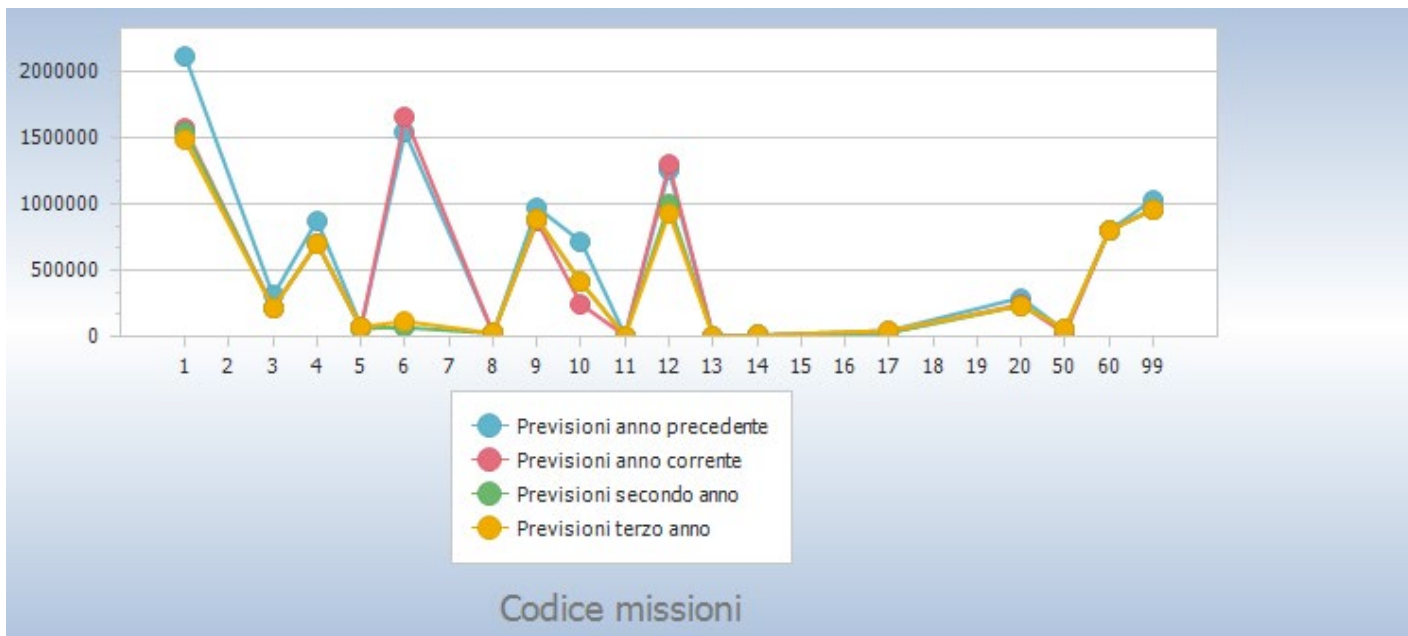 2000000
1500000
1000000
500000
0
1 2 3 4 5 6 7 8 9 10 11 12 13 14 15 16 17 18 19 20 50 60 99
Previsioni anno precedente
Previsioni anno corrente
Previsioni secondo anno
Previsioni terzo anno
Codice missioni